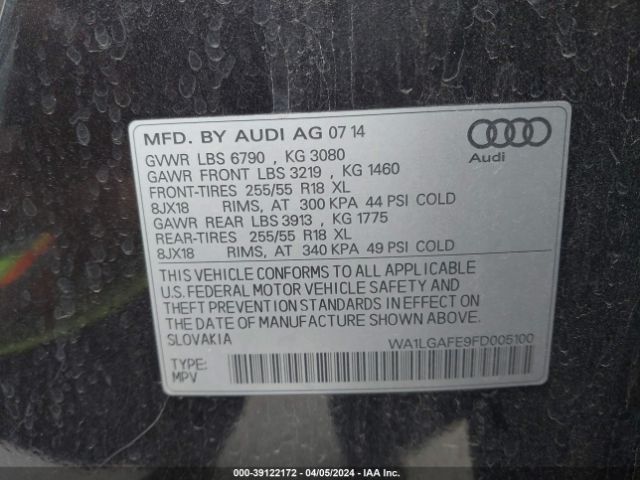 MFD. BY AUDI AG 07 14
GVWR LBS 6790 , KG 3080
GAWR FRONT LBS 3219 , KG 1460
FRONT-TIRES 255/55 R18 XL
8JX18 RIMS, AT 300 KPA 44 PSI COLD
GAWR REAR LBS 3913 , KG 1775
REAR-TIRES 255/55 R18 XL
8JX18 RIMS, AT 340 KPA 49 PSI COLD
Audi
THIS VEHICLE CONFORMS TO ALL APPLICABLE
U.S. FEDERAL MOTOR VEHICLE SAFETY AND
THEFT PREVENTION STANDARDS IN EFFECT ON
THE DATE OF MANUFACTURE SHOWN ABOVE.
SLOVAKIA WA1LGAFE9FD005100
TYPE:
MPV
000-39122172 - 04/05/2024 - IAA Inc.